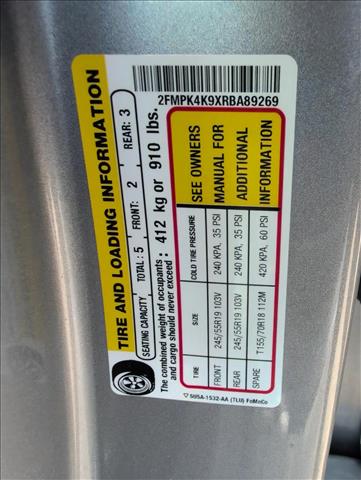 2FMPK4K9XRBA89269
TIRE AND LOADING INFORMATION
SEATING CAPACITY TOTAL: 5 FRONT: 2 REAR: 3
The combined weight of occupants and cargo should never exceed: 412 kg or 910 lbs.
TIRE SIZE COLD TIRE PRESSURE
FRONT 245/55R19 103V 240 KPA, 35 PSI
REAR 245/55R19 103V 240 KPA, 35 PSI
SPARE T155/70R18 112M 420 KPA, 60 PSI
SEE OWNERS
MANUAL FOR
ADDITIONAL
INFORMATION
5U5A-1532-AA (TLU) FoMoCo